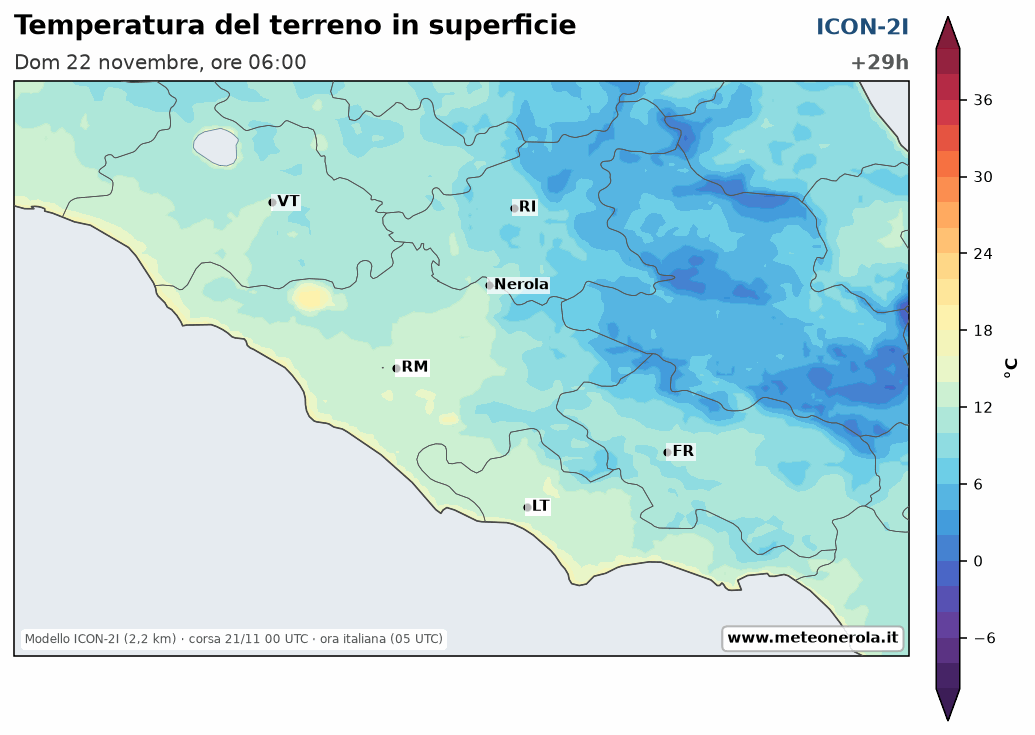 Temperatura del terreno in superficie
ICON-2I
Dom 22 novembre, ore 06:00
+29h
VT
RI
Nerola
RM
FR
LT
36
30
24
18
12
6
0
−6
°C
Modello ICON-2I (2,2 km) · corsa 21/11 00 UTC · ora italiana (05 UTC)
www.meteonerola.it